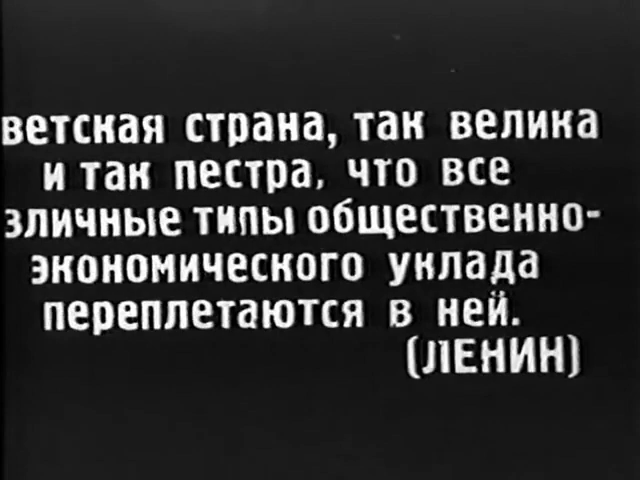 ветская страна, так велика
и так пестра, что все
зличные типы общественно-
экономического уклада
переплетаются в ней.
(ЛЕНИН)